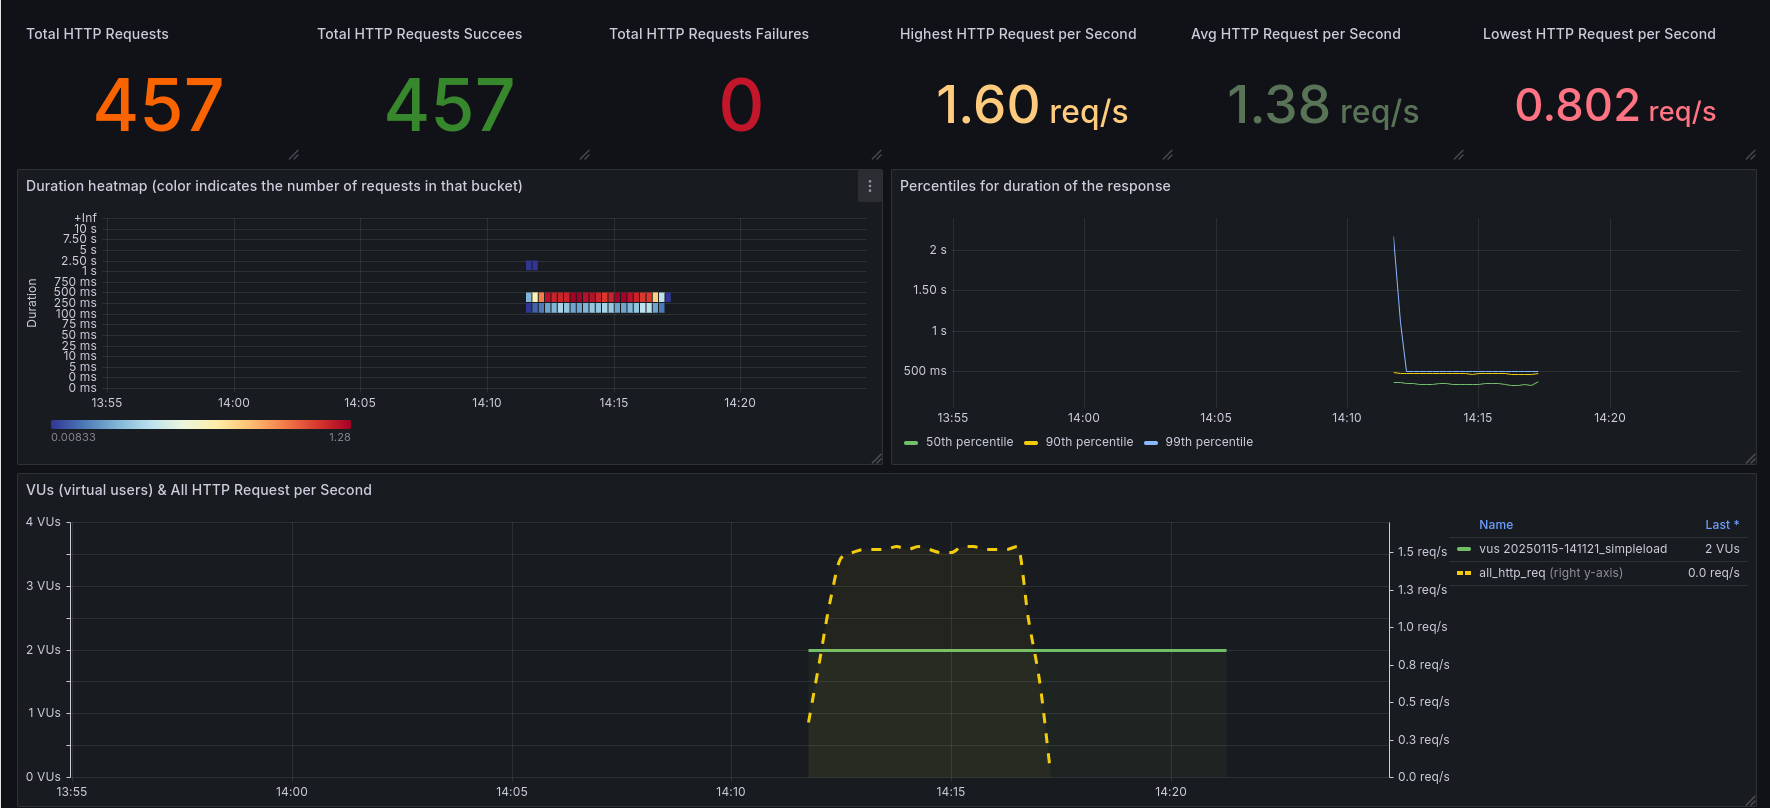 Total HTTP Requests
Total HTTP Requests Succees
Total HTTP Requests Failures
Highest HTTP Request per Second
Avg HTTP Request per Second
Lowest HTTP Request per Second
457
457
0
1.60 req/s
1.38 req/s
0.802 req/s
Duration heatmap (color indicates the number of requests in that bucket)
Duration
+Inf
10 s
7.50 s
5 s
2.50 s
1 s
750 ms
500 ms
250 ms
100 ms
75 ms
50 ms
25 ms
10 ms
5 ms
0 ms
0 ms
13:55 14:00 14:05 14:10 14:15 14:20
0.00833 1.28
Percentiles for duration of the response
2 s
1.50 s
1 s
500 ms
13:55 14:00 14:05 14:10 14:15 14:20
50th percentile 90th percentile 99th percentile
VUs (virtual users) & All HTTP Request per Second
4 VUs
3 VUs
2 VUs
1 VUs
0 VUs
1.5 req/s
1.3 req/s
1.0 req/s
0.8 req/s
0.5 req/s
0.3 req/s
0.0 req/s
13:55 14:00 14:05 14:10 14:15 14:20
Name Last *
vus 20250115-141121_simpleload 2 VUs
all_http_req (right y-axis) 0.0 req/s